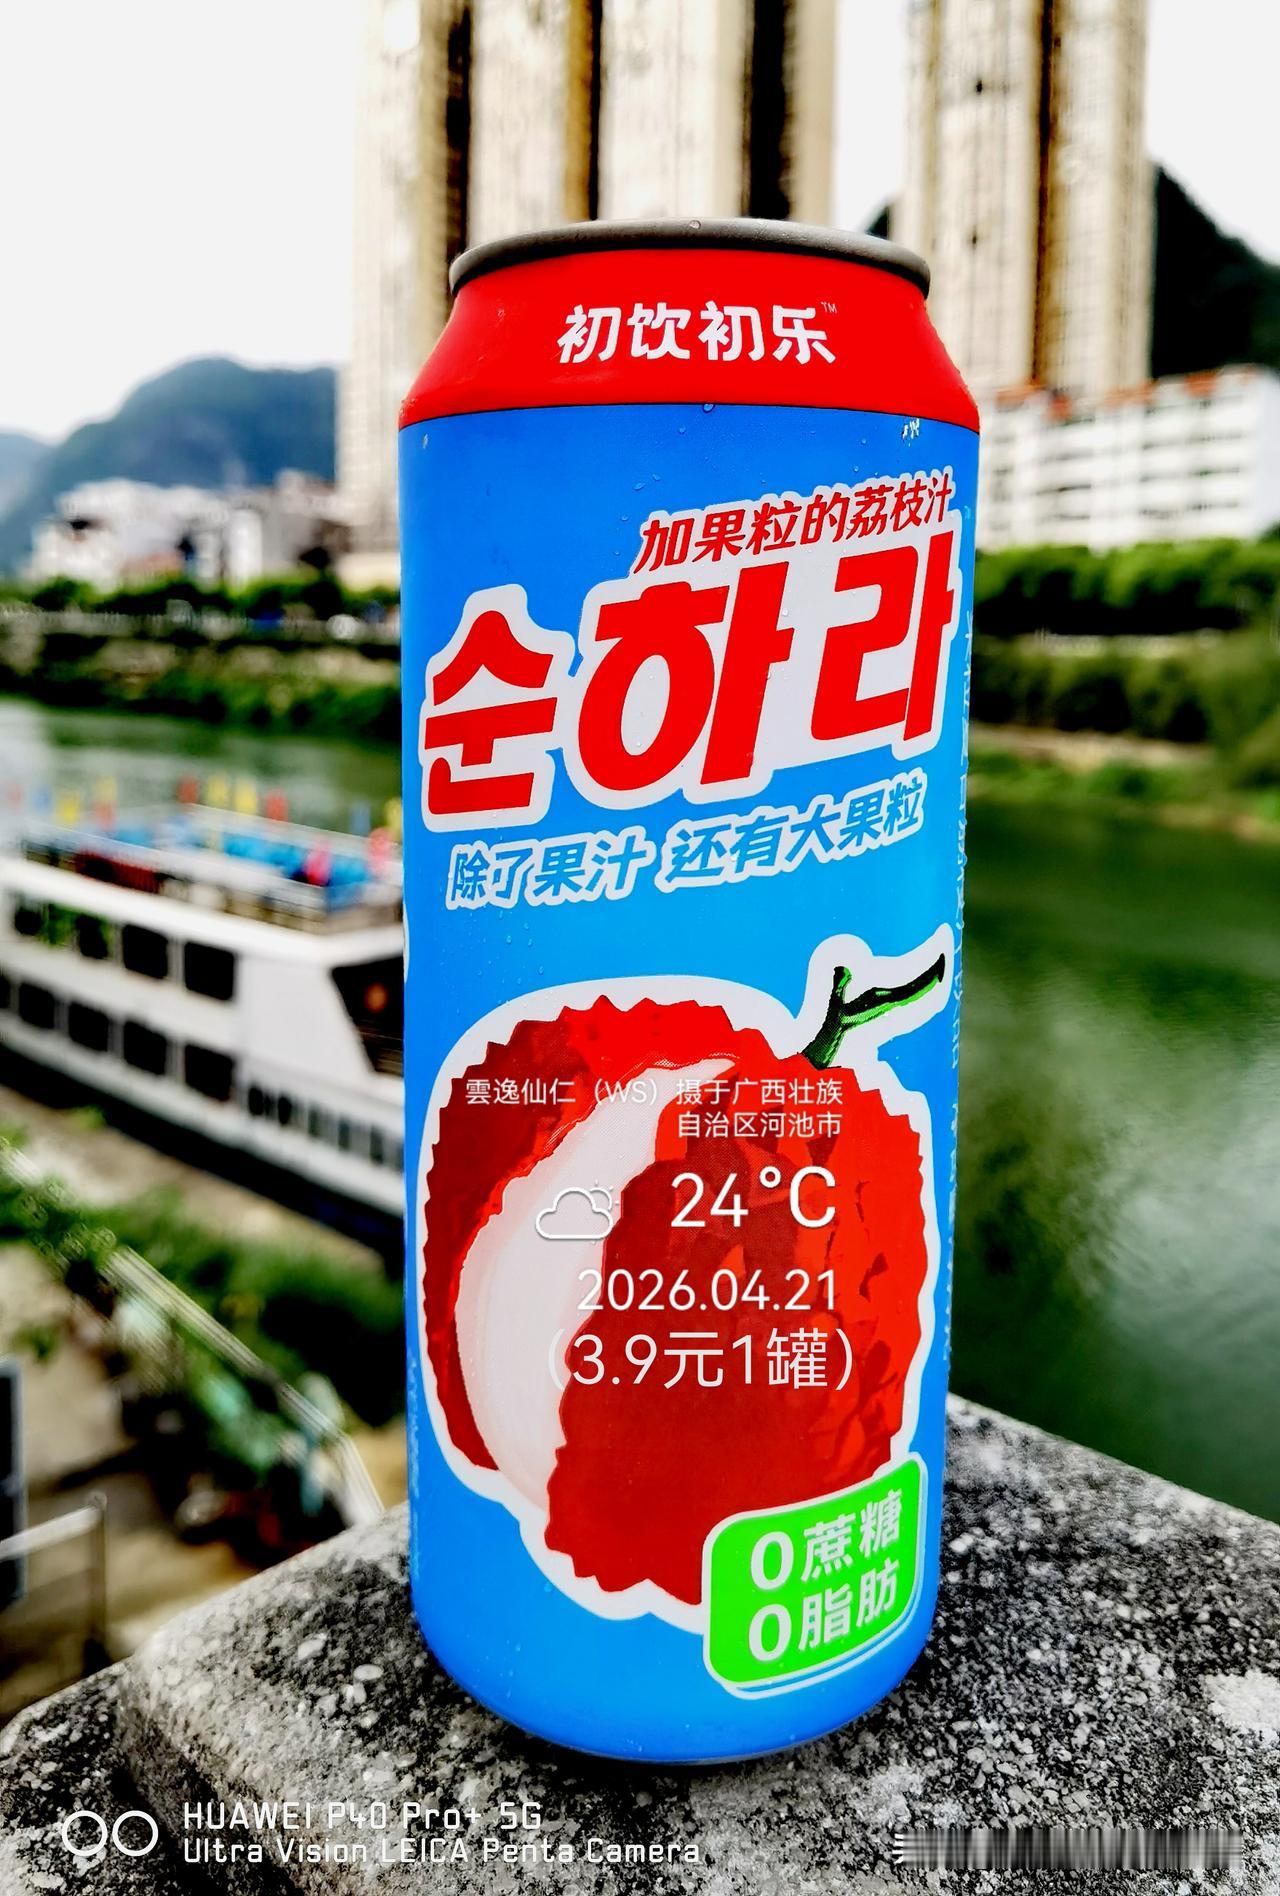 初饮初乐™
加果粒的荔枝汁
순하라
除了果汁 还有大果粒
雲逸仙仁（WS）摄于广西壮族
自治区河池市
24°C
2026.04.21
（3.9元1罐）
0蔗糖
0脂肪
HUAWEI P40 Pro+ 5G
Ultra Vision LEICA Penta Camera